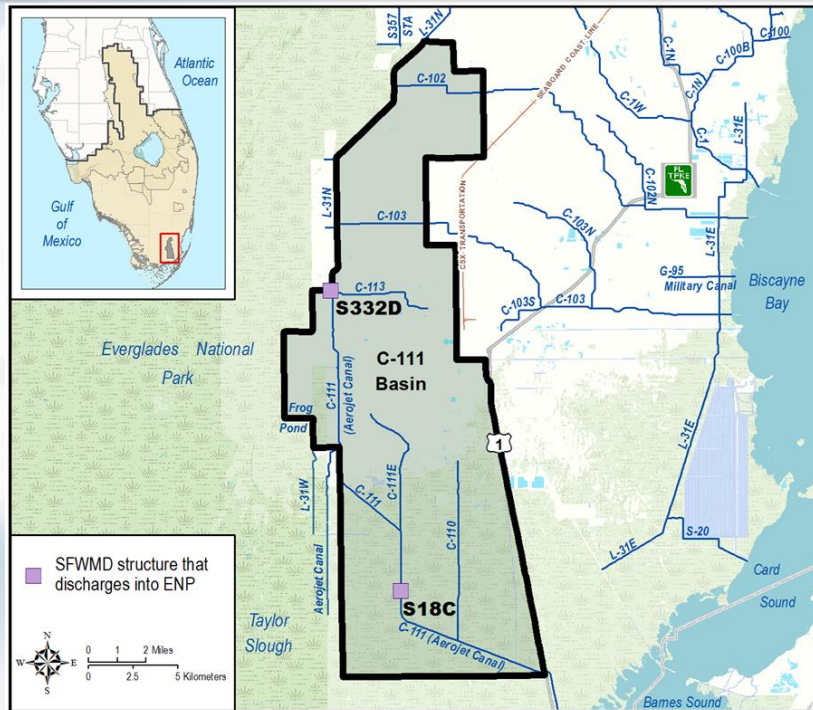 Atlantic
Ocean
Gulf
of
Mexico
S357
STA
L-31N
C-102
SEABOARD COAST LINE
C-1N
C-100B
C-100
C-1N
C-1W
C-1
L-31E
FL
TPKE
C-102N
L-31N
C-103
CSX TRANSPORTATION
C-103N
L-31E
G-95
Military Canal
Biscayne
Bay
C-113
S332D
C-103S
C-103
Everglades National
Park
C-111
Basin
C-111
(Aerojet Canal)
Frog
Pond
1
L-31E
L-31W
C-111E
C-111
C-110
S-20
L-31E
Card
Sound
SFWMD structure that
discharges into ENP
Aerojet Canal
S18C
Taylor
Slough
C-111 (Aerojet Canal)
N
W
E
S
0 1 2 Miles
0 5 Kilometers
Barnes Sound